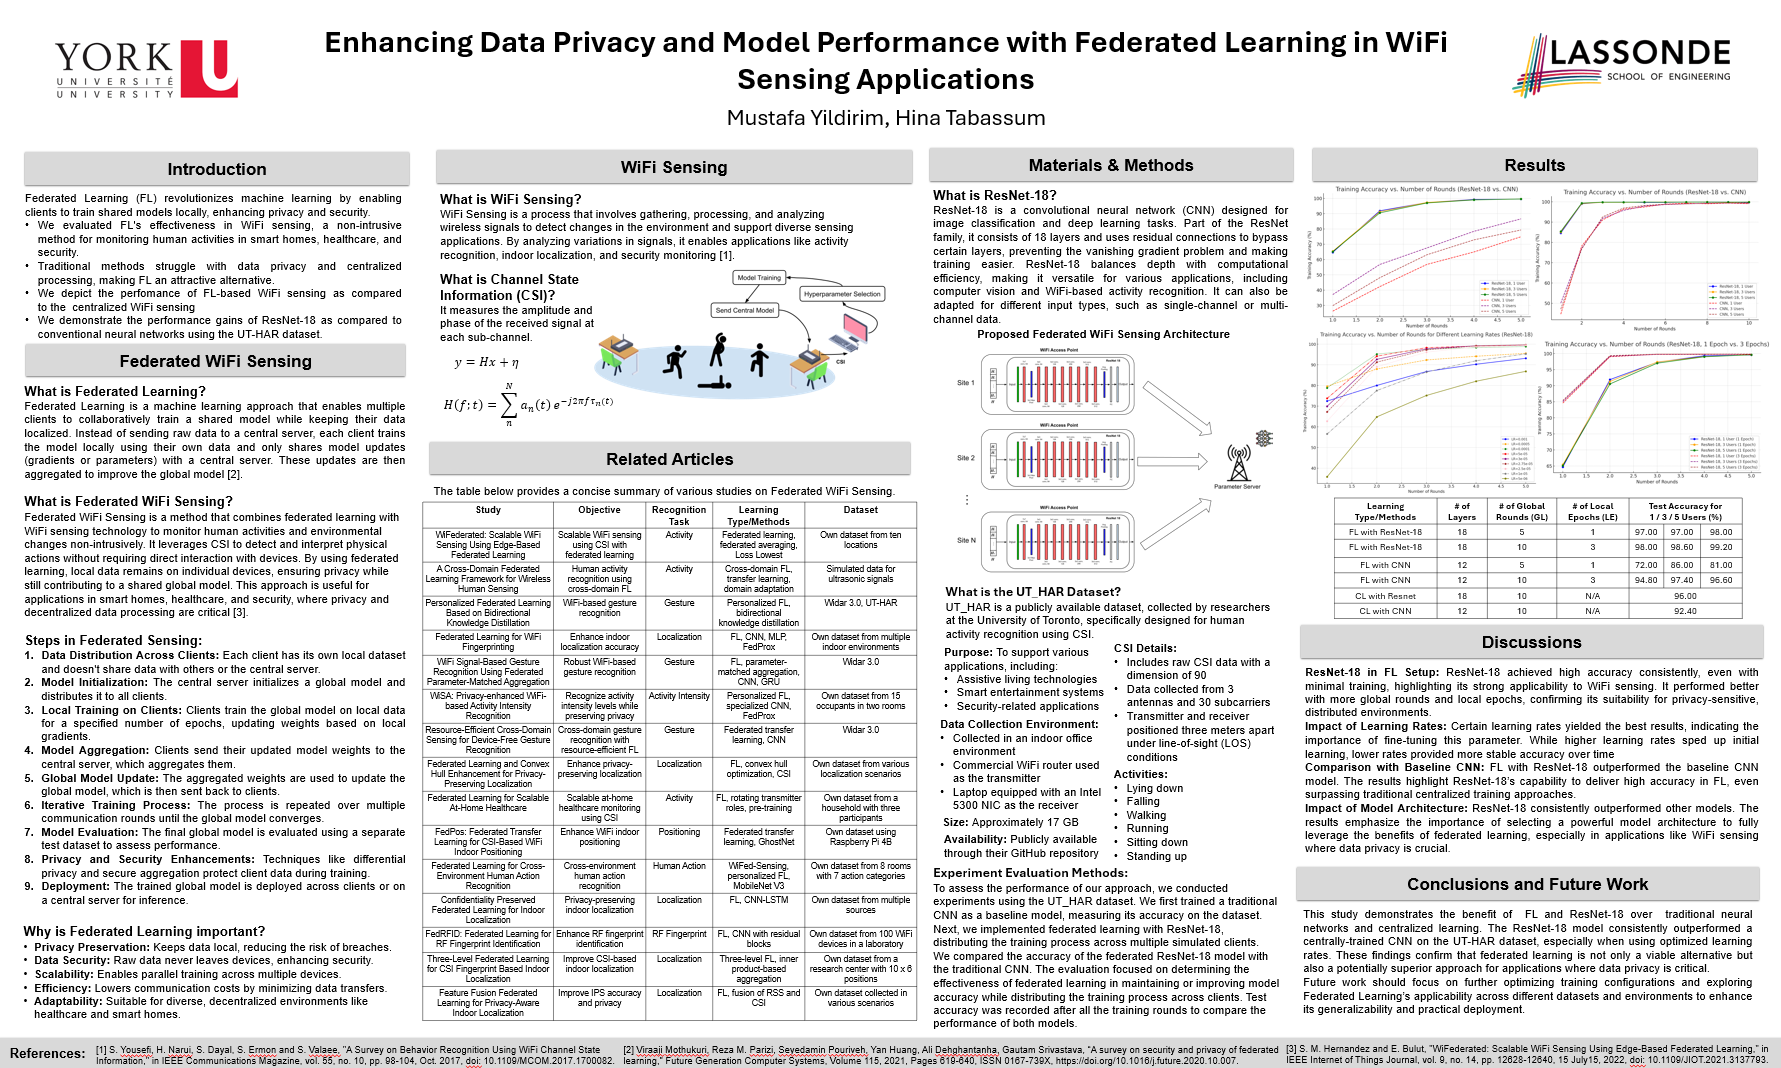 YORK
UNIVERSITÉ
UNIVERSITY
Enhancing Data Privacy and Model Performance with Federated Learning in WiFi
Sensing Applications
Mustafa Yildirim, Hina Tabassum
LASSONDE
SCHOOL OF ENGINEERING
Introduction
Federated Learning (FL) revolutionizes machine learning by enabling
clients to train shared models locally, enhancing privacy and security.
• We evaluated FL's effectiveness in WiFi sensing, a non-intrusive
method for monitoring human activities in smart homes, healthcare, and
security.
• Traditional methods struggle with data privacy and centralized
processing, making FL an attractive alternative.
• We depict the perfomance of FL-based WiFi sensing as compared
to the centralized WiFi sensing
• We demonstrate the performance gains of ResNet-18 as compared to
conventional neural networks using the UT-HAR dataset.
Federated WiFi Sensing
What is Federated Learning?
Federated Learning is a machine learning approach that enables multiple
clients to collaboratively train a shared model while keeping their data
localized. Instead of sending raw data to a central server, each client trains
the model locally using their own data and only shares model updates
(gradients or parameters) with a central server. These updates are then
aggregated to improve the global model [2].
What is Federated WiFi Sensing?
Federated WiFi Sensing is a method that combines federated learning with
WiFi sensing technology to monitor human activities and environmental
changes non-intrusively. It leverages CSI to detect and interpret physical
actions without requiring direct interaction with devices. By using federated
learning, local data remains on individual devices, ensuring privacy while
still contributing to a shared global model. This approach is useful for
applications in smart homes, healthcare, and security, where privacy and
decentralized data processing are critical [3].
Steps in Federated Sensing:
1. Data Distribution Across Clients: Each client has its own local dataset
and doesn't share data with others or the central server.
2. Model Initialization: The central server initializes a global model and
distributes it to all clients.
3. Local Training on Clients: Clients train the global model on local data
for a specified number of epochs, updating weights based on local
gradients.
4. Model Aggregation: Clients send their updated model weights to the
central server, which aggregates them.
5. Global Model Update: The aggregated weights are used to update the
global model, which is then sent back to clients.
6. Iterative Training Process: The process is repeated over multiple
communication rounds until the global model converges.
7. Model Evaluation: The final global model is evaluated using a separate
test dataset to assess performance.
8. Privacy and Security Enhancements: Techniques like differential
privacy and secure aggregation protect client data during training.
9. Deployment: The trained global model is deployed across clients or on
a central server for inference.
Why is Federated Learning important?
• Privacy Preservation: Keeps data local, reducing the risk of breaches.
• Data Security: Raw data never leaves devices, enhancing security.
• Scalability: Enables parallel training across multiple devices.
• Efficiency: Lowers communication costs by minimizing data transfers.
• Adaptability: Suitable for diverse, decentralized environments like
healthcare and smart homes.
WiFi Sensing
What is WiFi Sensing?
WiFi Sensing is a process that involves gathering, processing, and analyzing
wireless signals to detect changes in the environment and support diverse sensing
applications. By analyzing variations in signals, it enables applications like activity
recognition, indoor localization, and security monitoring [1].
What is Channel State
Information (CSI)?
It measures the amplitude and
phase of the received signal at
each sub-channel.
y = Hx + η
H(f; t) = ∑ₙᴺ aₙ(t) e^−j2πfτₙ(t)
Model Training
Hyperparameter Selection
Send Central Model
CSI
Related Articles
The table below provides a concise summary of various studies on Federated WiFi Sensing.
Study Objective Recognition Task Learning Type/Methods Dataset
WiFederated: Scalable WiFi Sensing Using Edge-Based Federated Learning | Scalable WiFi sensing using CSI with federated learning | Activity | Federated learning, federated averaging, Loss Lowest | Own dataset from ten locations
A Cross-Domain Federated Learning Framework for Wireless Human Sensing | Human activity recognition using cross-domain FL | Activity | Cross-domain FL, transfer learning, domain adaptation | Simulated data for ultrasonic signals
Personalized Federated Learning Based on Bidirectional Knowledge Distillation | WiFi-based gesture recognition | Gesture | Personalized FL, bidirectional knowledge distillation | Widar 3.0, UT-HAR
Federated Learning for WiFi Fingerprinting | Enhance indoor localization accuracy | Localization | FL, CNN, MLP, FedProx | Own dataset from multiple indoor environments
WiFi Signal-Based Gesture Recognition Using Federated Parameter-Matched Aggregation | Robust WiFi-based gesture recognition | Gesture | FL, parameter-matched aggregation, CNN, GRU | Widar 3.0
WiSA: Privacy-enhanced WiFi-based Activity Intensity Recognition | Recognize activity intensity levels while preserving privacy | Activity Intensity | Personalized FL, specialized CNN, FedProx | Own dataset from 15 occupants in two rooms
Resource-Efficient Cross-Domain Sensing for Device-Free Gesture Recognition | Cross-domain gesture recognition with resource-efficient FL | Gesture | Federated transfer learning, CNN | Widar 3.0
Federated Learning and Convex Hull Enhancement for Privacy-Preserving Localization | Enhance privacy-preserving localization | Localization | FL, convex hull optimization, CSI | Own dataset from various localization scenarios
Federated Learning for Scalable At-Home Healthcare | Scalable at-home healthcare monitoring using CSI | Activity | FL, rotating transmitter roles, pre-training | Own dataset from a household with three participants
FedPos: Federated Transfer Learning for CSI-Based WiFi Indoor Positioning | Enhance WiFi indoor positioning | Positioning | Federated transfer learning, GhostNet | Own dataset using Raspberry Pi 4B
Federated Learning for Cross-Environment Human Action Recognition | Cross-environment human action recognition | Human Action | WiFed-Sensing, personalized FL, MobileNet V3 | Own dataset from 8 rooms with 7 action categories
Confidentiality Preserved Federated Learning for Indoor Localization | Privacy-preserving indoor localization | Localization | FL, CNN-LSTM | Own dataset from multiple sources
FedRFID: Federated Learning for RF Fingerprint Identification | Enhance RF fingerprint identification | RF Fingerprint | FL, CNN with residual blocks | Own dataset from 100 WiFi devices in a laboratory
Three-Level Federated Learning for CSI Fingerprint Based Indoor Localization | Improve CSI-based indoor localization | Localization | Three-level FL, inner product-based aggregation | Own dataset from a research center with 10 x 6 positions
Feature Fusion Federated Learning for Privacy-Aware Indoor Localization | Improve IPS accuracy and privacy | Localization | FL, fusion of RSS and CSI | Own dataset collected in various scenarios
Materials & Methods
What is ResNet-18?
ResNet-18 is a convolutional neural network (CNN) designed for
image classification and deep learning tasks. Part of the ResNet
family, it consists of 18 layers and uses residual connections to bypass
certain layers, preventing the vanishing gradient problem and making
training easier. ResNet-18 balances depth with computational
efficiency, making it versatile for various applications, including
computer vision and WiFi-based activity recognition. It can also be
adapted for different input types, such as single-channel or multi-
channel data.
Proposed Federated WiFi Sensing Architecture
WiFi Access Point
Site 1
WiFi Access Point
Site 2
Parameter Server
WiFi Access Point
Site N
What is the UT_HAR Dataset?
UT_HAR is a publicly available dataset, collected by researchers
at the University of Toronto, specifically designed for human
activity recognition using CSI.
Purpose: To support various
applications, including:
• Assistive living technologies
• Smart entertainment systems
• Security-related applications
Data Collection Environment:
• Collected in an indoor office
environment
• Commercial WiFi router used
as the transmitter
• Laptop equipped with an Intel
5300 NIC as the receiver
Size: Approximately 17 GB
Availability: Publicly available
through their GitHub repository
CSI Details:
• Includes raw CSI data with a
dimension of 90
• Data collected from 3
antennas and 30 subcarriers
• Transmitter and receiver
positioned three meters apart
under line-of-sight (LOS)
conditions
Activities:
• Lying down
• Falling
• Walking
• Running
• Sitting down
• Standing up
Experiment Evaluation Methods:
To assess the performance of our approach, we conducted
experiments using the UT_HAR dataset. We first trained a traditional
CNN as a baseline model, measuring its accuracy on the dataset.
Next, we implemented federated learning with ResNet-18,
distributing the training process across multiple simulated clients.
We compared the accuracy of the federated ResNet-18 model with
the traditional CNN. The evaluation focused on determining the
effectiveness of federated learning in maintaining or improving model
accuracy while distributing the training process across clients. Test
accuracy was recorded after all the training rounds to compare the
performance of both models.
Results
Training Accuracy vs. Number of Rounds (ResNet-18 vs. CNN)
Training Accuracy (%)
Number of Rounds
Training Accuracy vs. Number of Rounds (ResNet-18 vs. CNN)
Training Accuracy (%)
Number of Rounds
Training Accuracy vs. Number of Rounds for Different Learning Rates (ResNet-18)
Training Accuracy (%)
Number of Rounds
Training Accuracy vs. Number of Rounds (ResNet-18, 1 Epoch vs. 3 Epochs)
Training Accuracy (%)
Number of Rounds
Learning Type/Methods | # of Layers | # of Global Rounds (GL) | # of Local Epochs (LE) | Test Accuracy for 1 / 3 / 5 Users (%)
FL with ResNet-18 | 18 | 5 | 1 | 97.00 | 97.00 | 98.00
FL with ResNet-18 | 18 | 10 | 3 | 98.00 | 98.60 | 99.20
FL with CNN | 12 | 5 | 1 | 72.00 | 86.00 | 81.00
FL with CNN | 12 | 10 | 3 | 94.80 | 97.40 | 96.60
CL with Resnet | 18 | 10 | N/A | 96.00
CL with CNN | 12 | 10 | N/A | 92.40
Discussions
ResNet-18 in FL Setup: ResNet-18 achieved high accuracy consistently, even with
minimal training, highlighting its strong applicability to WiFi sensing. It performed better
with more global rounds and local epochs, confirming its suitability for privacy-sensitive,
distributed environments.
Impact of Learning Rates: Certain learning rates yielded the best results, indicating the
importance of fine-tuning this parameter. While higher learning rates sped up initial
learning, lower rates provided more stable accuracy over time
Comparison with Baseline CNN: FL with ResNet-18 outperformed the baseline CNN
model. The results highlight ResNet-18's capability to deliver high accuracy in FL, even
surpassing traditional centralized training approaches.
Impact of Model Architecture: ResNet-18 consistently outperformed other models. The
results emphasize the importance of selecting a powerful model architecture to fully
leverage the benefits of federated learning, especially in applications like WiFi sensing
where data privacy is crucial.
Conclusions and Future Work
This study demonstrates the benefit of FL and ResNet-18 over traditional neural
networks and centralized learning. The ResNet-18 model consistently outperformed a
centrally-trained CNN on the UT-HAR dataset, especially when using optimized learning
rates. These findings confirm that federated learning is not only a viable alternative but
also a potentially superior approach for applications where data privacy is critical.
Future work should focus on further optimizing training configurations and exploring
Federated Learning's applicability across different datasets and environments to enhance
its generalizability and practical deployment.
References:
[1] S. Yousefi, H. Narui, S. Dayal, S. Ermon and S. Valaee, "A Survey on Behavior Recognition Using WiFi Channel State
Information," in IEEE Communications Magazine, vol. 55, no. 10, pp. 98-104, Oct. 2017, doi: 10.1109/MCOM.2017.1700082.
[2] Viraaji Mothukuri, Reza M. Parizi, Seyedamin Pouriyeh, Yan Huang, Ali Dehghantanha, Gautam Srivastava, "A survey on security and privacy of federated
learning," Future Generation Computer Systems, Volume 115, 2021, Pages 619-640, ISSN 0167-739X, https://doi.org/10.1016/j.future.2020.10.007.
[3] S. M. Hernandez and E. Bulut, "WiFederated: Scalable WiFi Sensing Using Edge-Based Federated Learning," in
IEEE Internet of Things Journal, vol. 9, no. 14, pp. 12628-12640, 15 July15, 2022, doi: 10.1109/JIOT.2021.3137793.